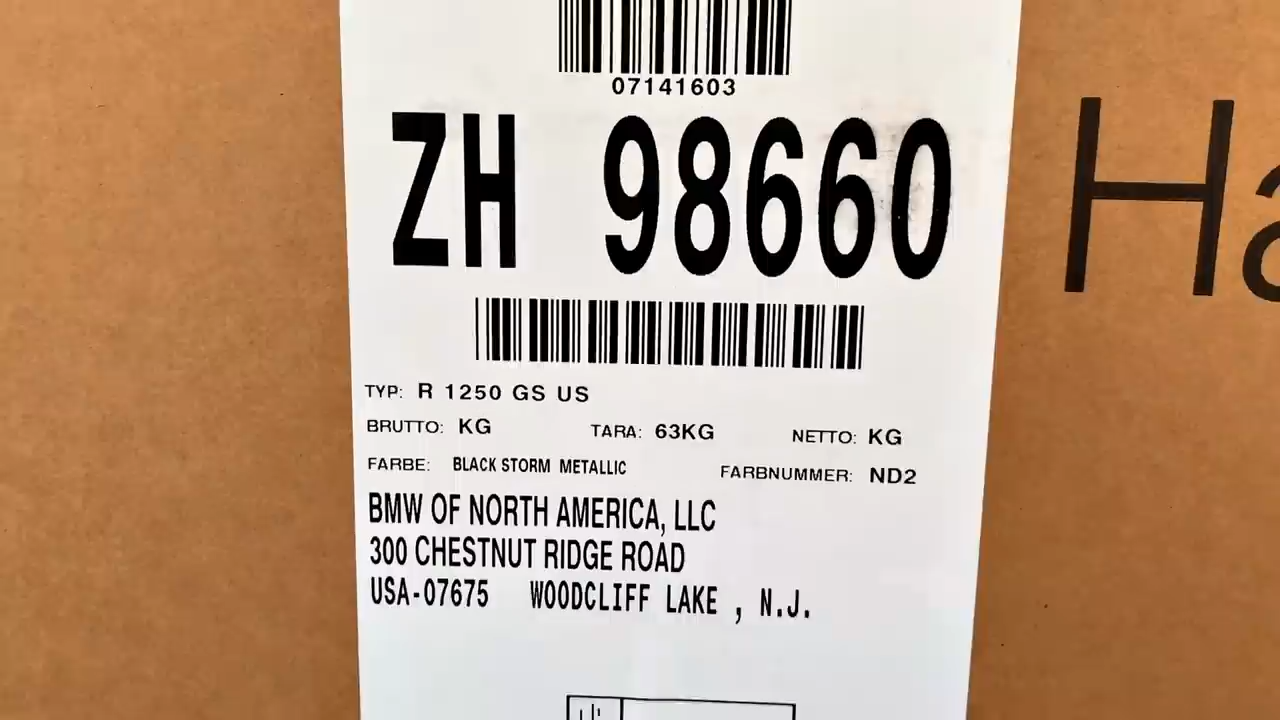 07141603
ZH 98660
TYP: R 1250 GS US
BRUTTO: KG TARA: 63KG NETTO: KG
FARBE: BLACK STORM METALLIC FARBNUMMER: ND2
BMW OF NORTH AMERICA, LLC
300 CHESTNUT RIDGE ROAD
USA-07675 WOODCLIFF LAKE , N.J.
Ha